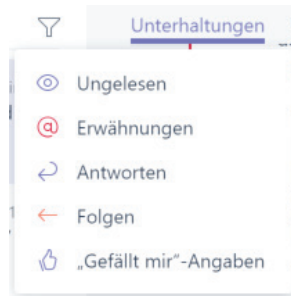 Unterhaltungen
Ungelesen
Erwähnungen
Antworten
Folgen
„Gefällt mir"-Angaben